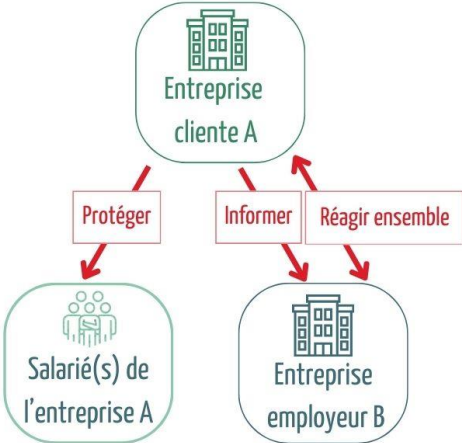 Entreprise
cliente A
Protéger
Informer
Réagir ensemble
Salarié(s) de
l'entreprise A
Entreprise
employeur B